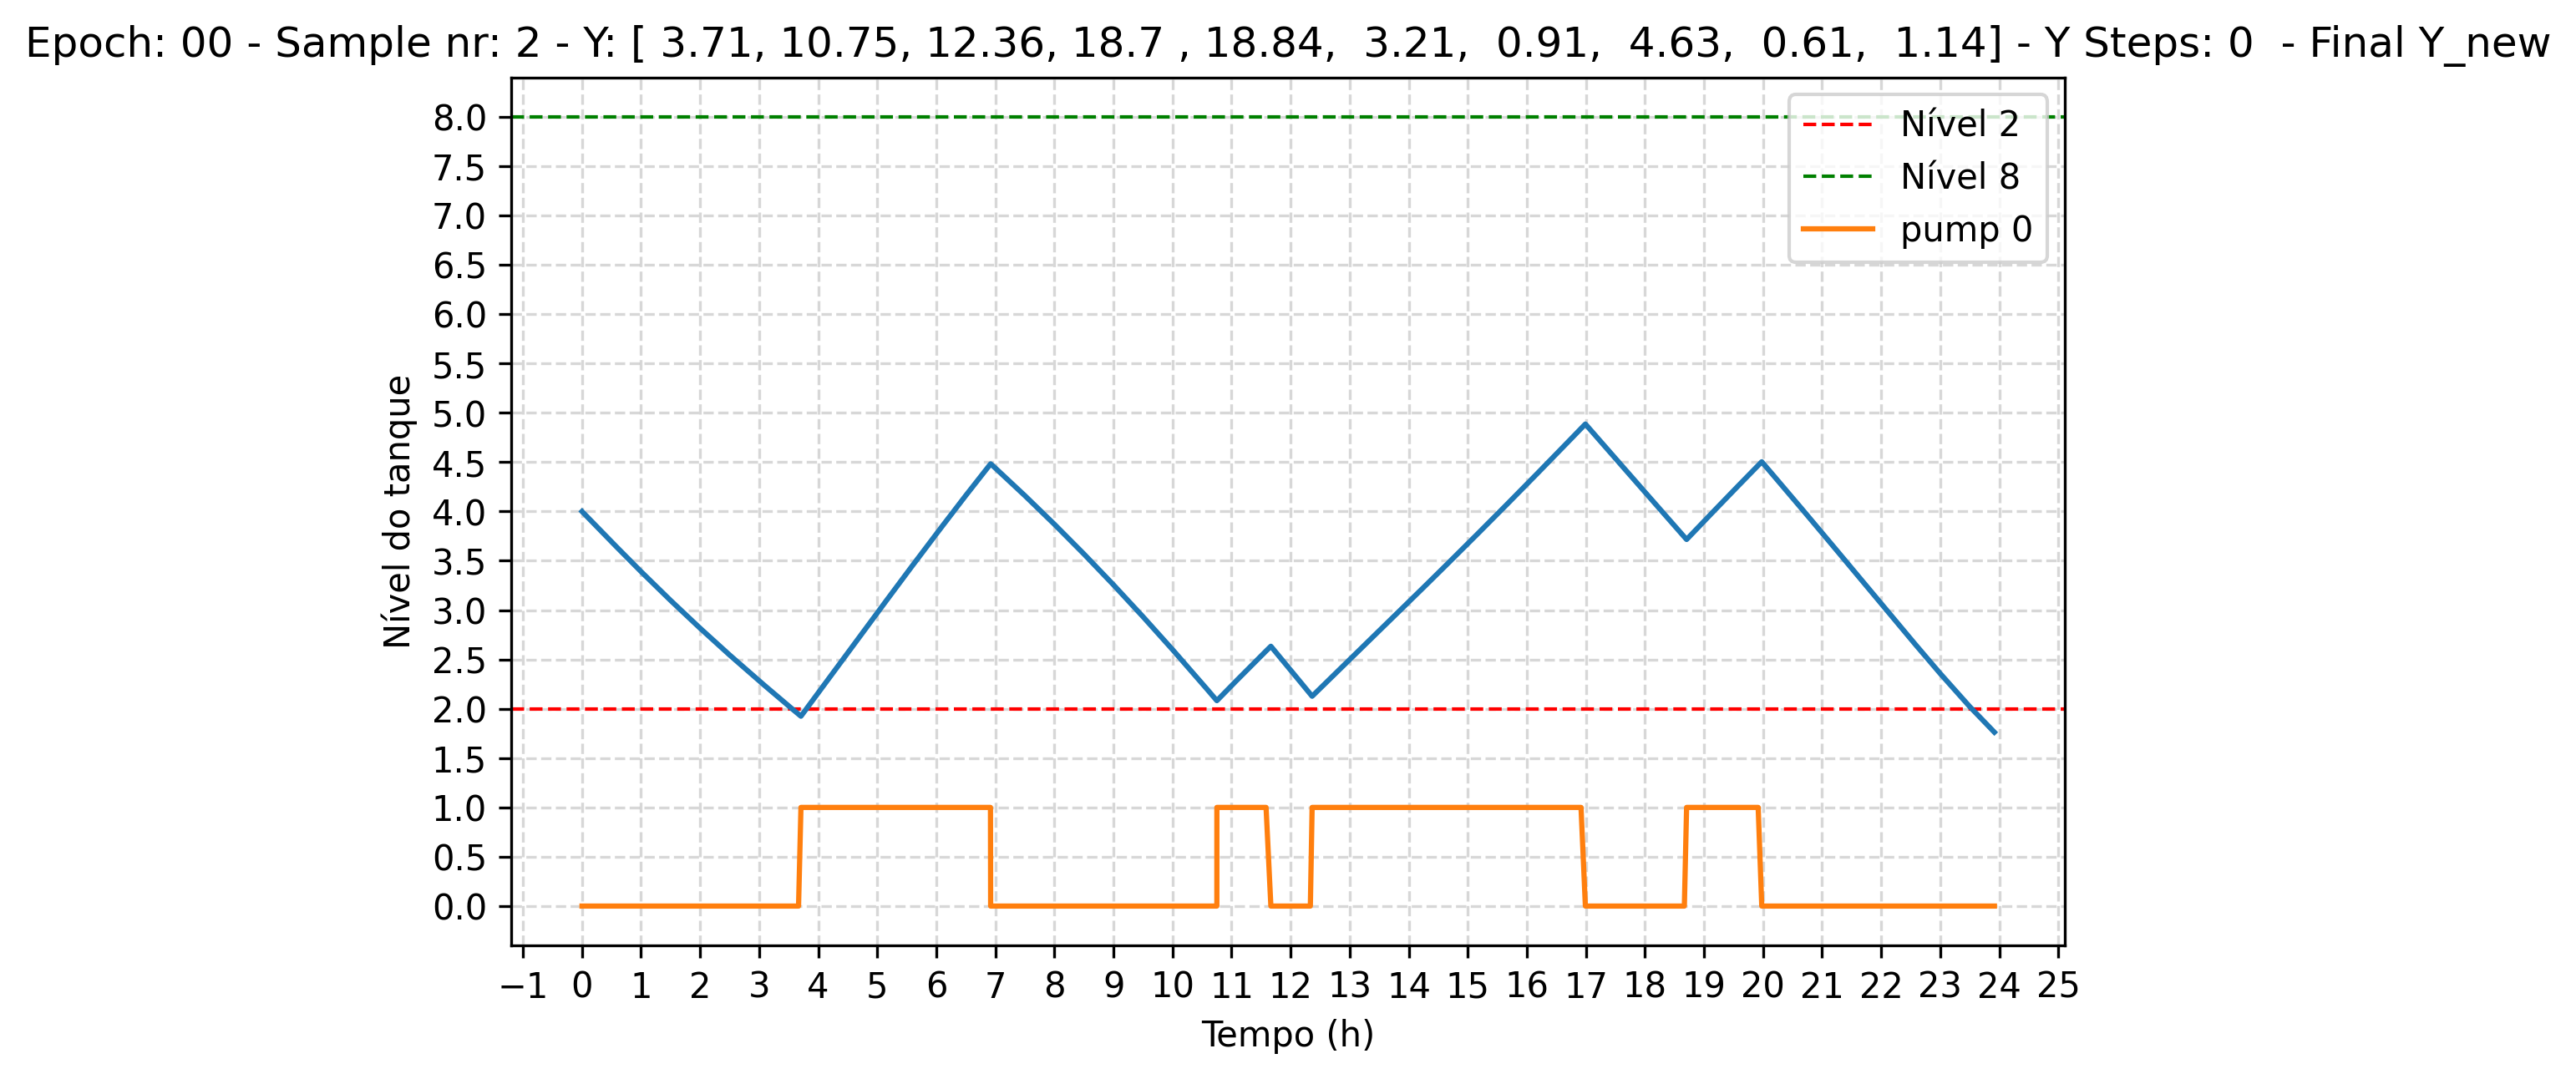 Epoch: 00 - Sample nr: 2 - Y: [ 3.71, 10.75, 12.36, 18.7 , 18.84,  3.21,  0.91,  4.63,  0.61,  1.14] - Y Steps: 0  - Final Y_new
Nível 2
Nível 8
pump 0
8.0
7.5
7.0
6.5
6.0
5.5
5.0
4.5
4.0
3.5
3.0
2.5
2.0
1.5
1.0
0.5
0.0
Nível do tanque
−1 0 1 2 3 4 5 6 7 8 9 10 11 12 13 14 15 16 17 18 19 20 21 22 23 24 25
Tempo (h)